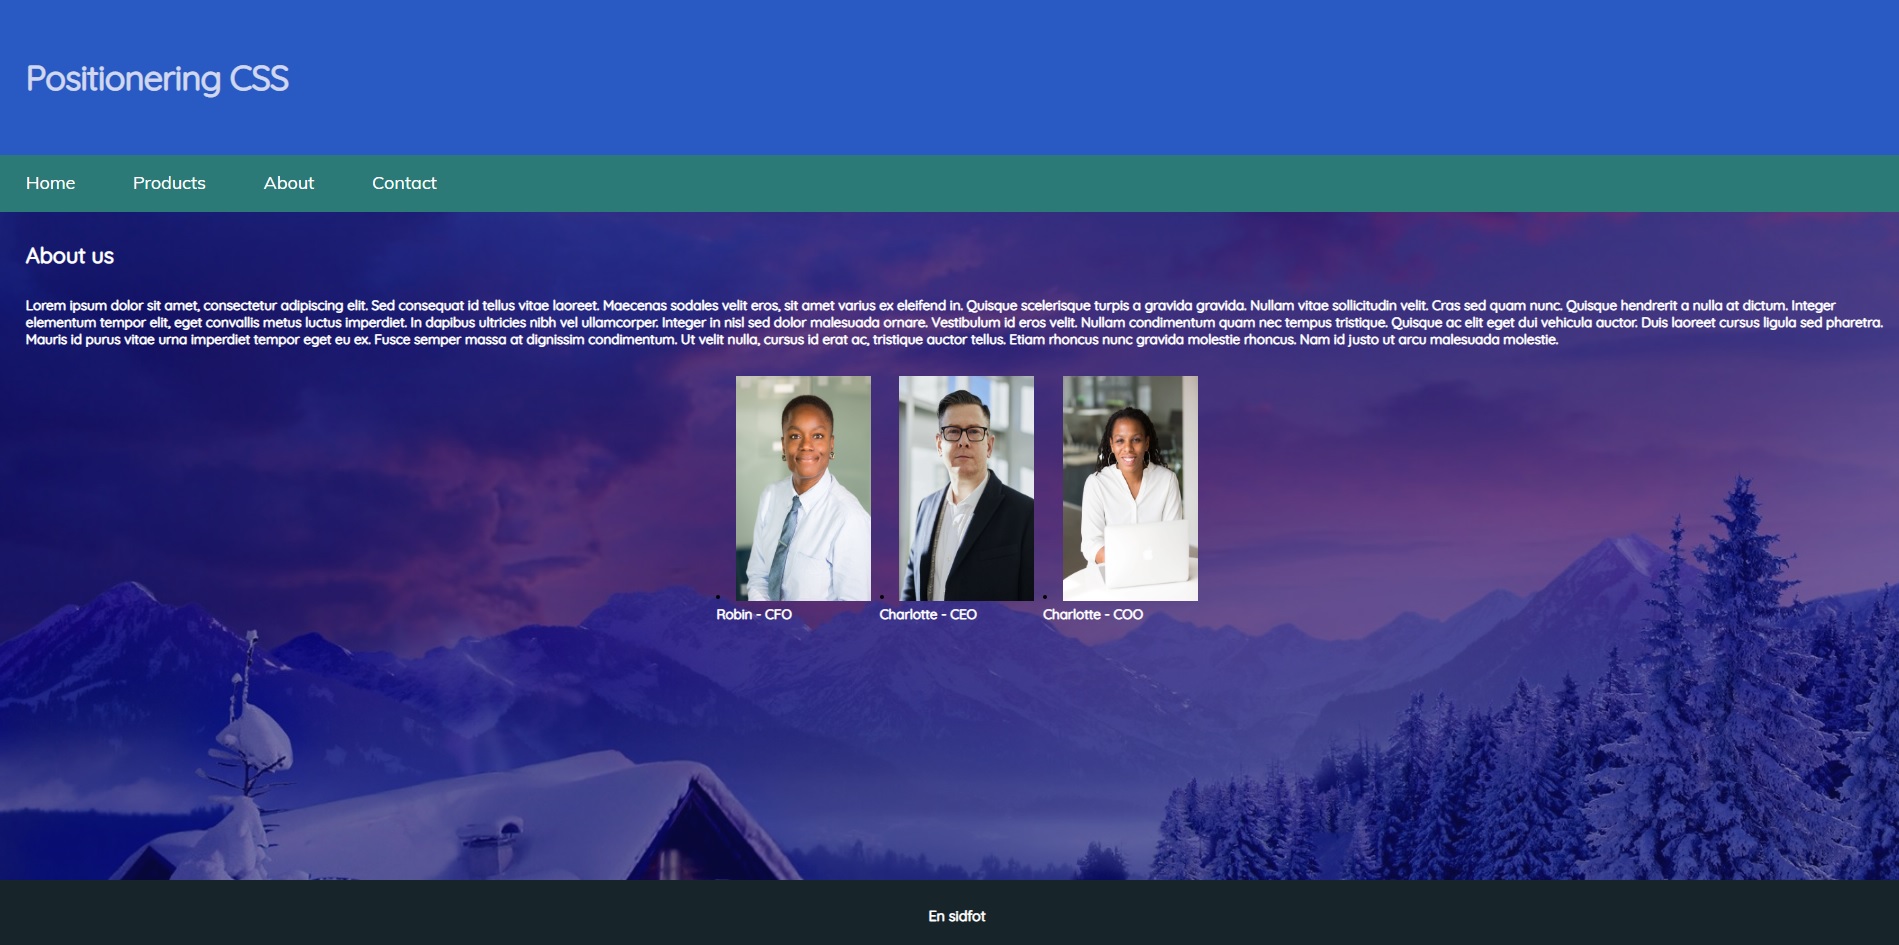 Positionering CSS
Home Products About Contact
About us
Lorem ipsum dolor sit amet, consectetur adipiscing elit. Sed consequat id tellus vitae laoreet. Maecenas sodales velit eros, sit amet varius ex eleifend in. Quisque scelerisque turpis a gravida gravida. Nullam vitae sollicitudin velit. Cras sed quam nunc. Quisque hendrerit a nulla at dictum. Integer
elementum tempor elit, eget convallis metus luctus imperdiet. In dapibus ultricies nibh vel ullamcorper. Integer in nisl sed dolor malesuada ornare. Vestibulum id eros velit. Nullam condimentum quam nec tempus tristique. Quisque ac elit eget dui vehicula auctor. Duis laoreet cursus ligula sed pharetra.
Mauris id purus vitae urna imperdiet tempor eget eu ex. Fusce semper massa at dignissim condimentum. Ut velit nulla, cursus id erat ac, tristique auctor tellus. Etiam rhoncus nunc gravida molestie rhoncus. Nam id justo ut arcu malesuada molestie.
Robin - CFO Charlotte - CEO Charlotte - COO
En sidfot